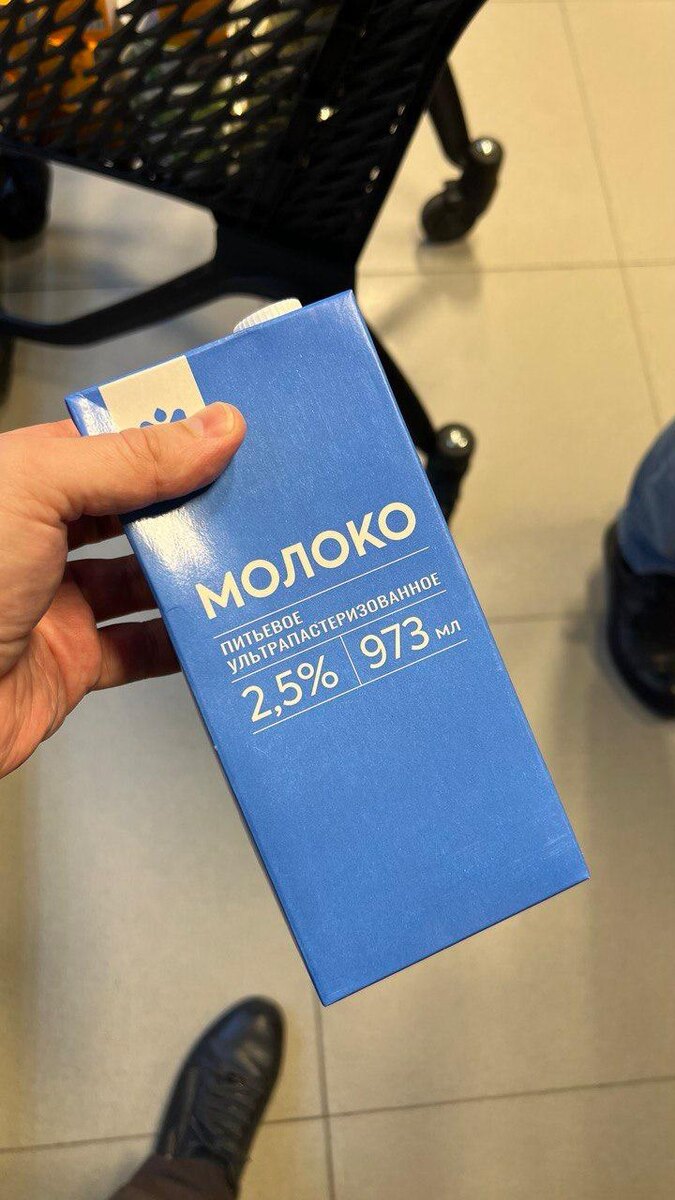 МОЛОКО
ПИТЬЕВОЕ
УЛЬТРАПАСТЕРИЗОВАННОЕ
2,5% 973 мл